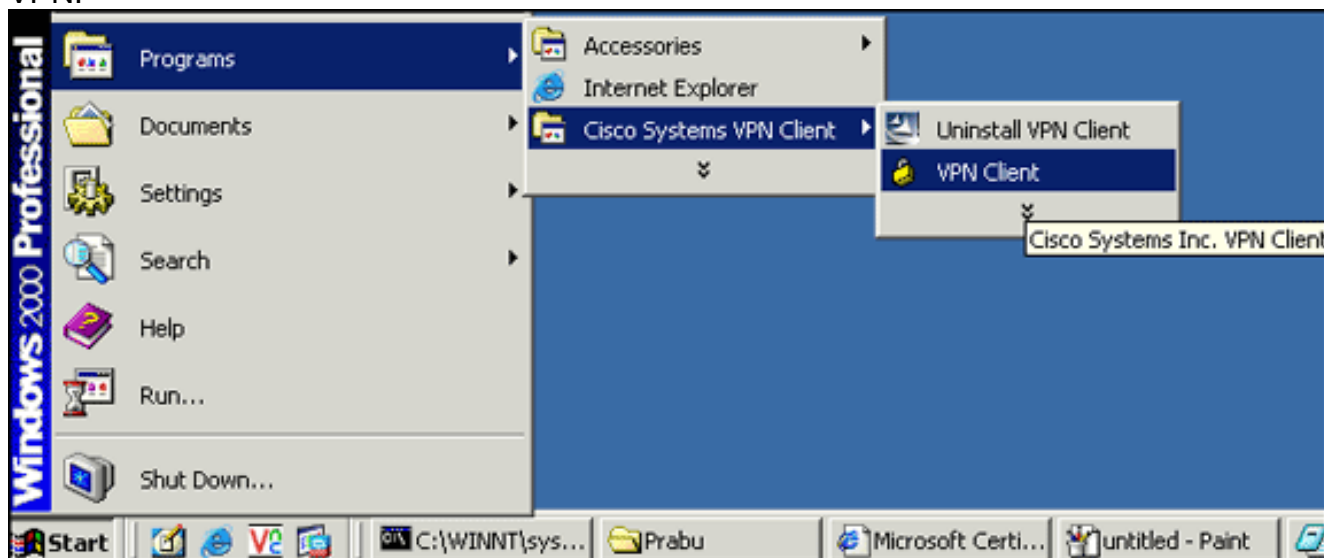 VPN.
Windows 2000 Professional
Programs
Documents
Settings
Search
Help
Run...
Shut Down...
Accessories
Internet Explorer
Cisco Systems VPN Client
Uninstall VPN Client
VPN Client
Cisco Systems Inc. VPN Client
Start
C:\WINNT\sys...
Prabu
Microsoft Certi...
untitled - Paint